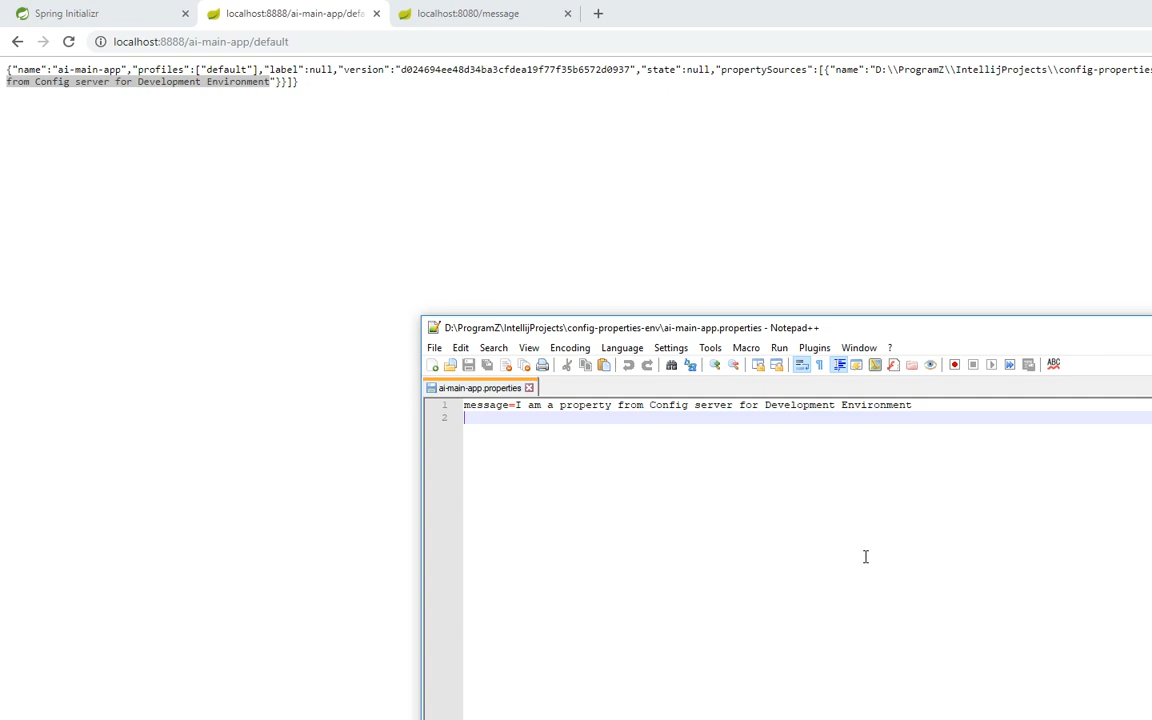 Spring Initializr
localhost:8888/ai-main-app/defa
localhost:8080/message
localhost:8888/ai-main-app/default
{"name":"ai-main-app","profiles":["default"],"label":null,"version":"d024694ee48d34ba3cfdea19f77f35b6572d0937","state":null,"propertySources":[{"name":"D:\\ProgramZ\\IntellijProjects\\config-properties
from Config server for Development Environment"}}]}
D:\ProgramZ\IntellijProjects\config-properties-env\ai-main-app.properties - Notepad++
File Edit Search View Encoding Language Settings Tools Macro Run Plugins Window ?
ABC
ai-main-app.properties
1 message=I am a property from Config server for Development Environment
2